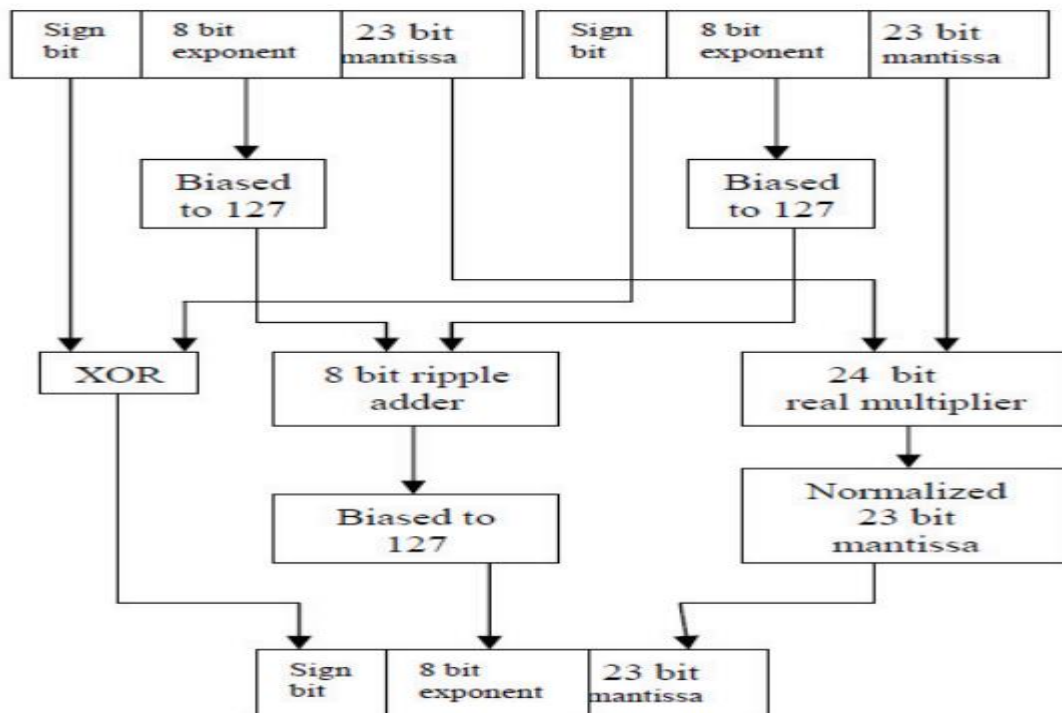 Sign bit
8 bit exponent
23 bit mantissa
Sign bit
8 bit exponent
23 bit mantissa
Biased to 127
Biased to 127
XOR
8 bit ripple adder
24 bit real multiplier
Biased to 127
Normalized 23 bit mantissa
Sign bit
8 bit exponent
23 bit mantissa